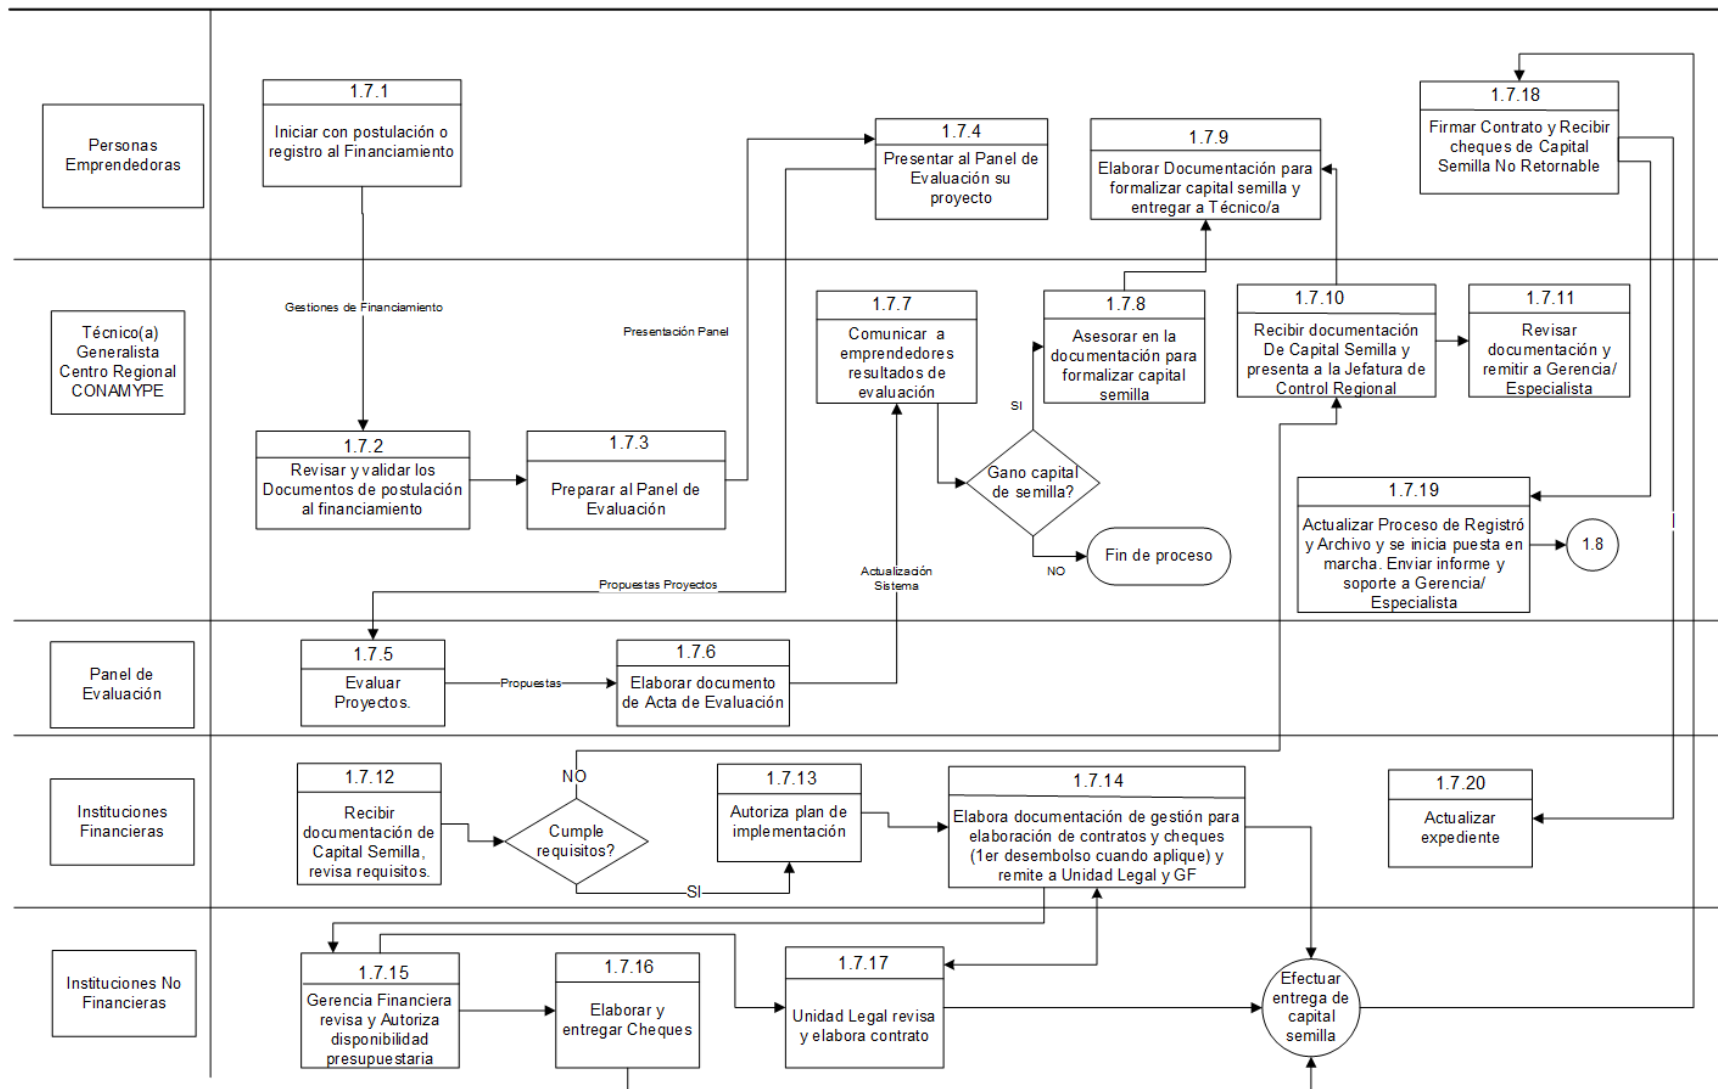 Personas
Emprendedoras
1.7.1
Iniciar con postulación o
registro al Financiamiento
1.7.4
Presentar al Panel de
Evaluación su
proyecto
1.7.9
Elaborar Documentación para
formalizar capital semilla y
entregar a Técnico/a
1.7.18
Firmar Contrato y Recibir
cheques de Capital
Semilla No Retornable
Técnico(a)
Generalista
Centro Regional
CONAMYPE
Gestiones de Financiamiento
Presentación Panel
1.7.2
Revisar y validar los
Documentos de postulación
al financiamiento
1.7.3
Preparar al Panel de
Evaluación
1.7.7
Comunicar a
emprendedores
resultados de
evaluación
1.7.8
Asesorar en la
documentación para
formalizar capital
semilla
SI
Gano capital
de semilla?
NO
Fin de proceso
1.7.10
Recibir documentación
De Capital Semilla y
presenta a la Jefatura de
Control Regional
1.7.11
Revisar
documentación y
remitir a Gerencia/
Especialista
1.7.19
Actualizar Proceso de Registró
y Archivo y se inicia puesta en
marcha. Enviar informe y
soporte a Gerencia/
Especialista
1.8
Propuestas Proyectos
Actualización
Sistema
Panel de
Evaluación
1.7.5
Evaluar
Proyectos.
Propuestas
1.7.6
Elaborar documento
de Acta de Evaluación
Instituciones
Financieras
1.7.12
Recibir
documentación de
Capital Semilla,
revisa requisitos.
NO
Cumple
requisitos?
SI
1.7.13
Autoriza plan de
implementación
1.7.14
Elabora documentación de gestión para
elaboración de contratos y cheques
(1er desembolso cuando aplique) y
remite a Unidad Legal y GF
1.7.20
Actualizar
expediente
Instituciones No
Financieras
1.7.15
Gerencia Financiera
revisa y Autoriza
disponibilidad
presupuestaria
1.7.16
Elaborar y
entregar Cheques
1.7.17
Unidad Legal revisa
y elabora contrato
Efectuar
entrega de
capital
semilla